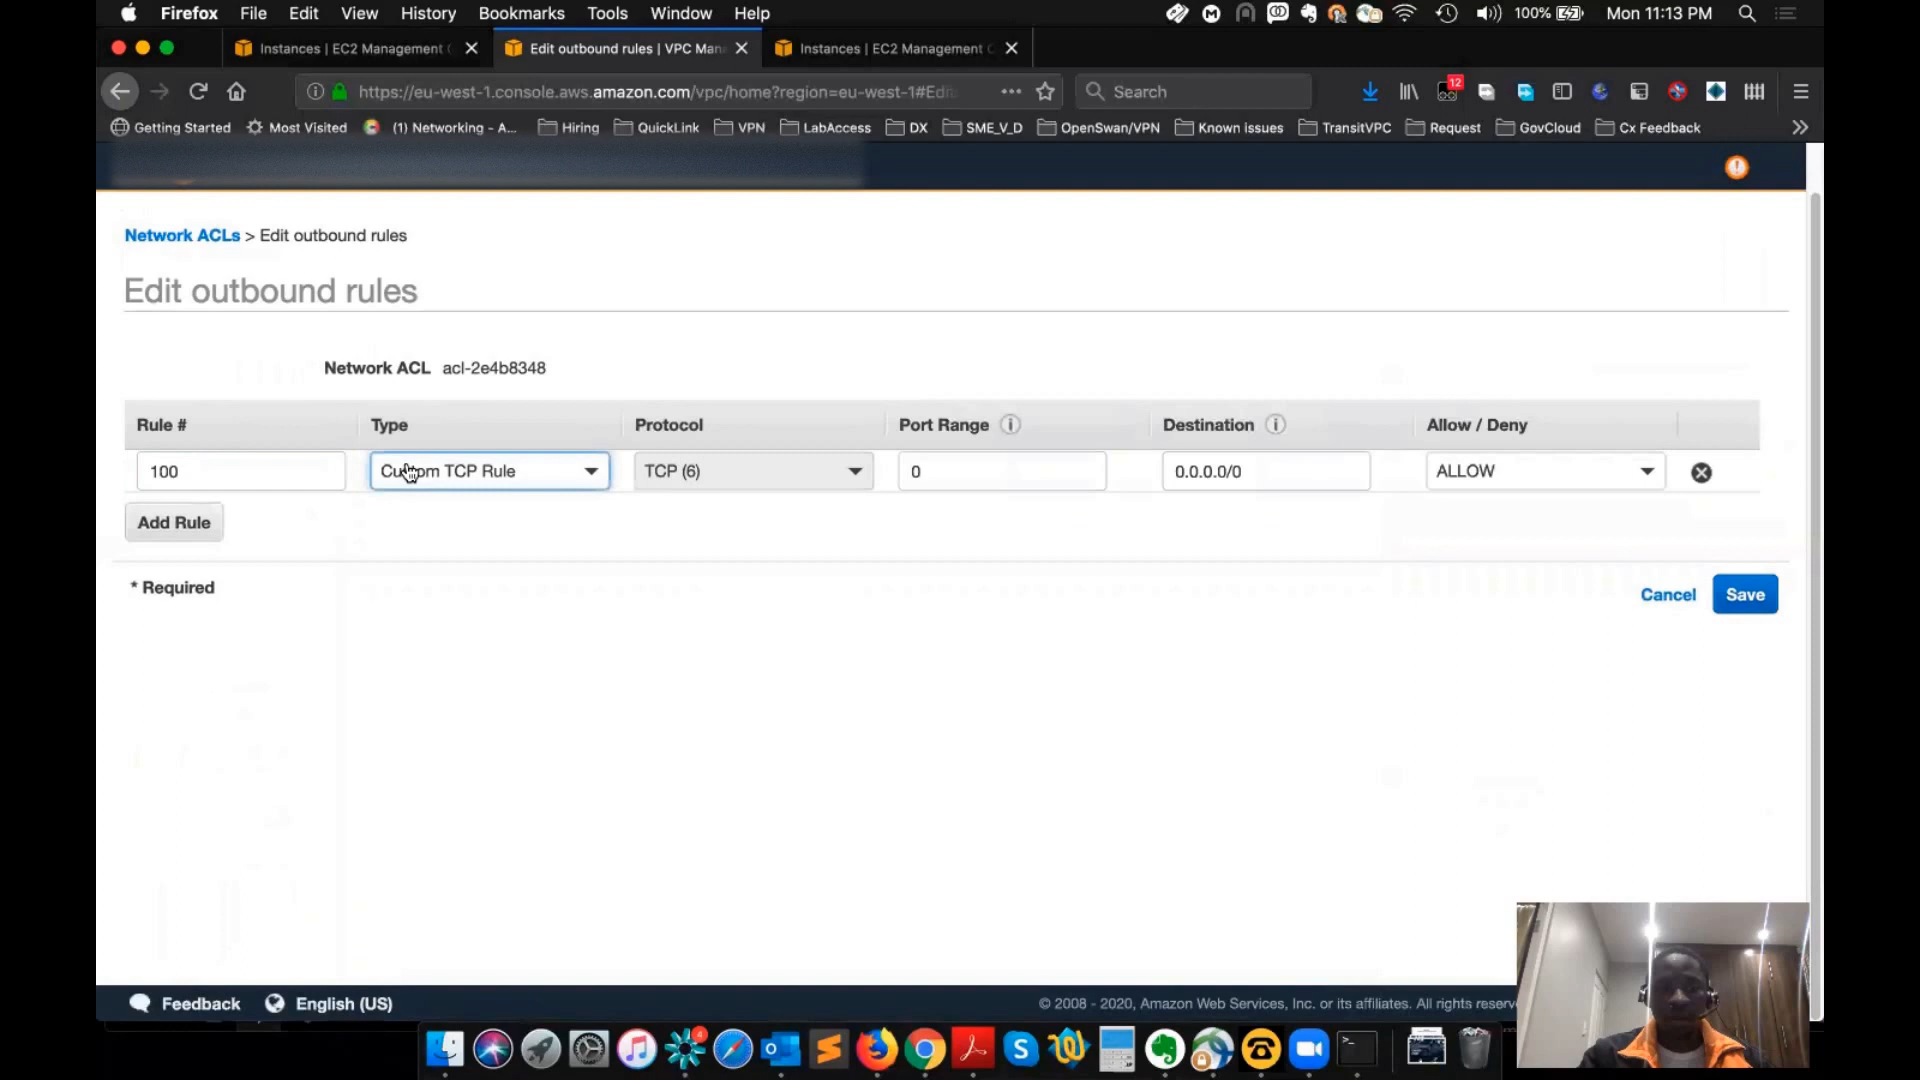 Firefox File Edit View History Bookmarks Tools Window Help 100% Mon 11:13 PM
Instances | EC2 Management Edit outbound rules | VPC Man Instances | EC2 Management
https://eu-west-1.console.aws.amazon.com/vpc/home?region=eu-west-1#Edi Search 12
Getting Started Most Visited (1) Networking - A... Hiring QuickLink VPN LabAccess DX SME_V_D OpenSwan/VPN Known issues TransitVPC Request GovCloud Cx Feedback
Network ACLs > Edit outbound rules
Edit outbound rules
Network ACL acl-2e4b8348
Rule # Type Protocol Port Range Destination Allow / Deny
100 Custom TCP Rule TCP (6) 0 0.0.0.0/0 ALLOW
Add Rule
* Required
Cancel Save
Feedback English (US) © 2008 - 2020, Amazon Web Services, Inc. or its affiliates. All rights